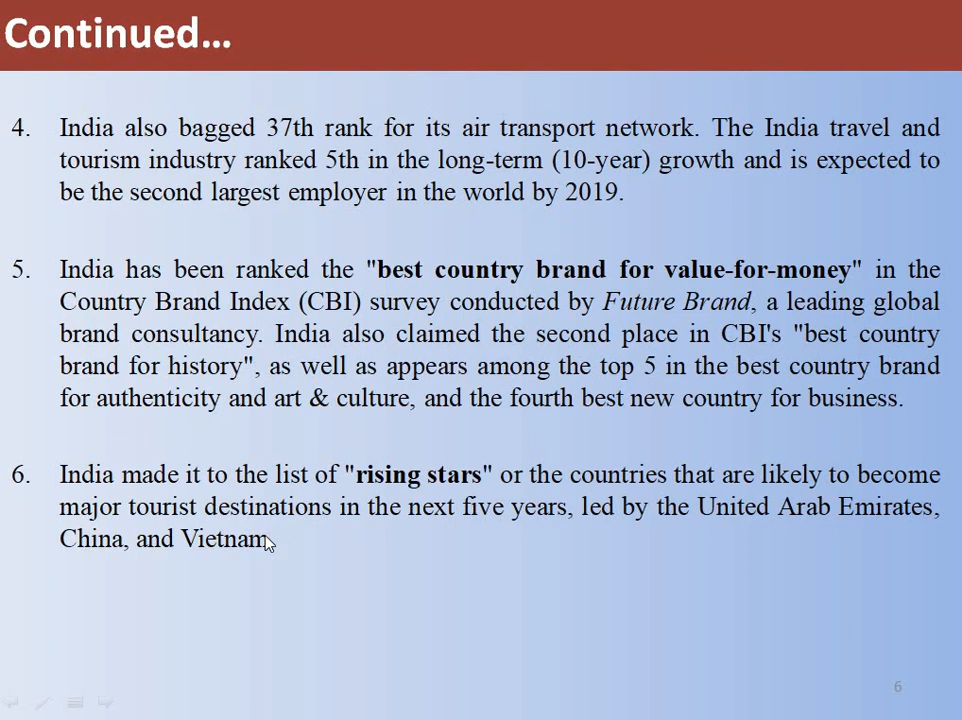 Continued...
4. India also bagged 37th rank for its air transport network. The India travel and
tourism industry ranked 5th in the long-term (10-year) growth and is expected to
be the second largest employer in the world by 2019.
5. India has been ranked the "best country brand for value-for-money" in the
Country Brand Index (CBI) survey conducted by Future Brand, a leading global
brand consultancy. India also claimed the second place in CBI's "best country
brand for history", as well as appears among the top 5 in the best country brand
for authenticity and art & culture, and the fourth best new country for business.
6. India made it to the list of "rising stars" or the countries that are likely to become
major tourist destinations in the next five years, led by the United Arab Emirates,
China, and Vietnam
6